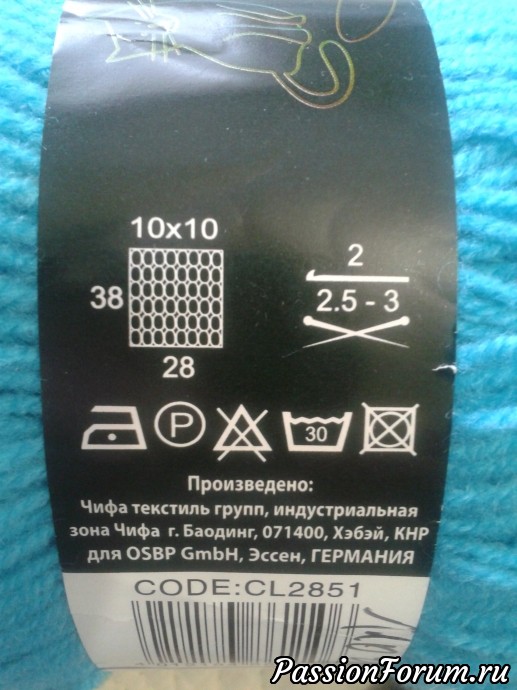 10x10
38
28
2
2.5 - 3
P
30
Произведено:
Чифа текстиль групп, индустриальная
зона Чифа г. Баодинг, 071400, Хэбэй, КНР
для OSBP GmbH, Эссен, ГЕРМАНИЯ
CODE:CL2851
PassionForum.ru